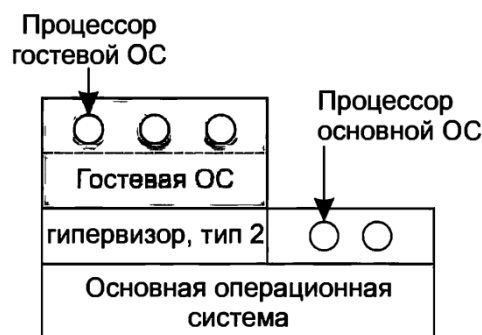 Процессор
гостевой ОС
Процессор
основной ОС
Гостевая ОС
гипервизор, тип 2
Основная операционная
система